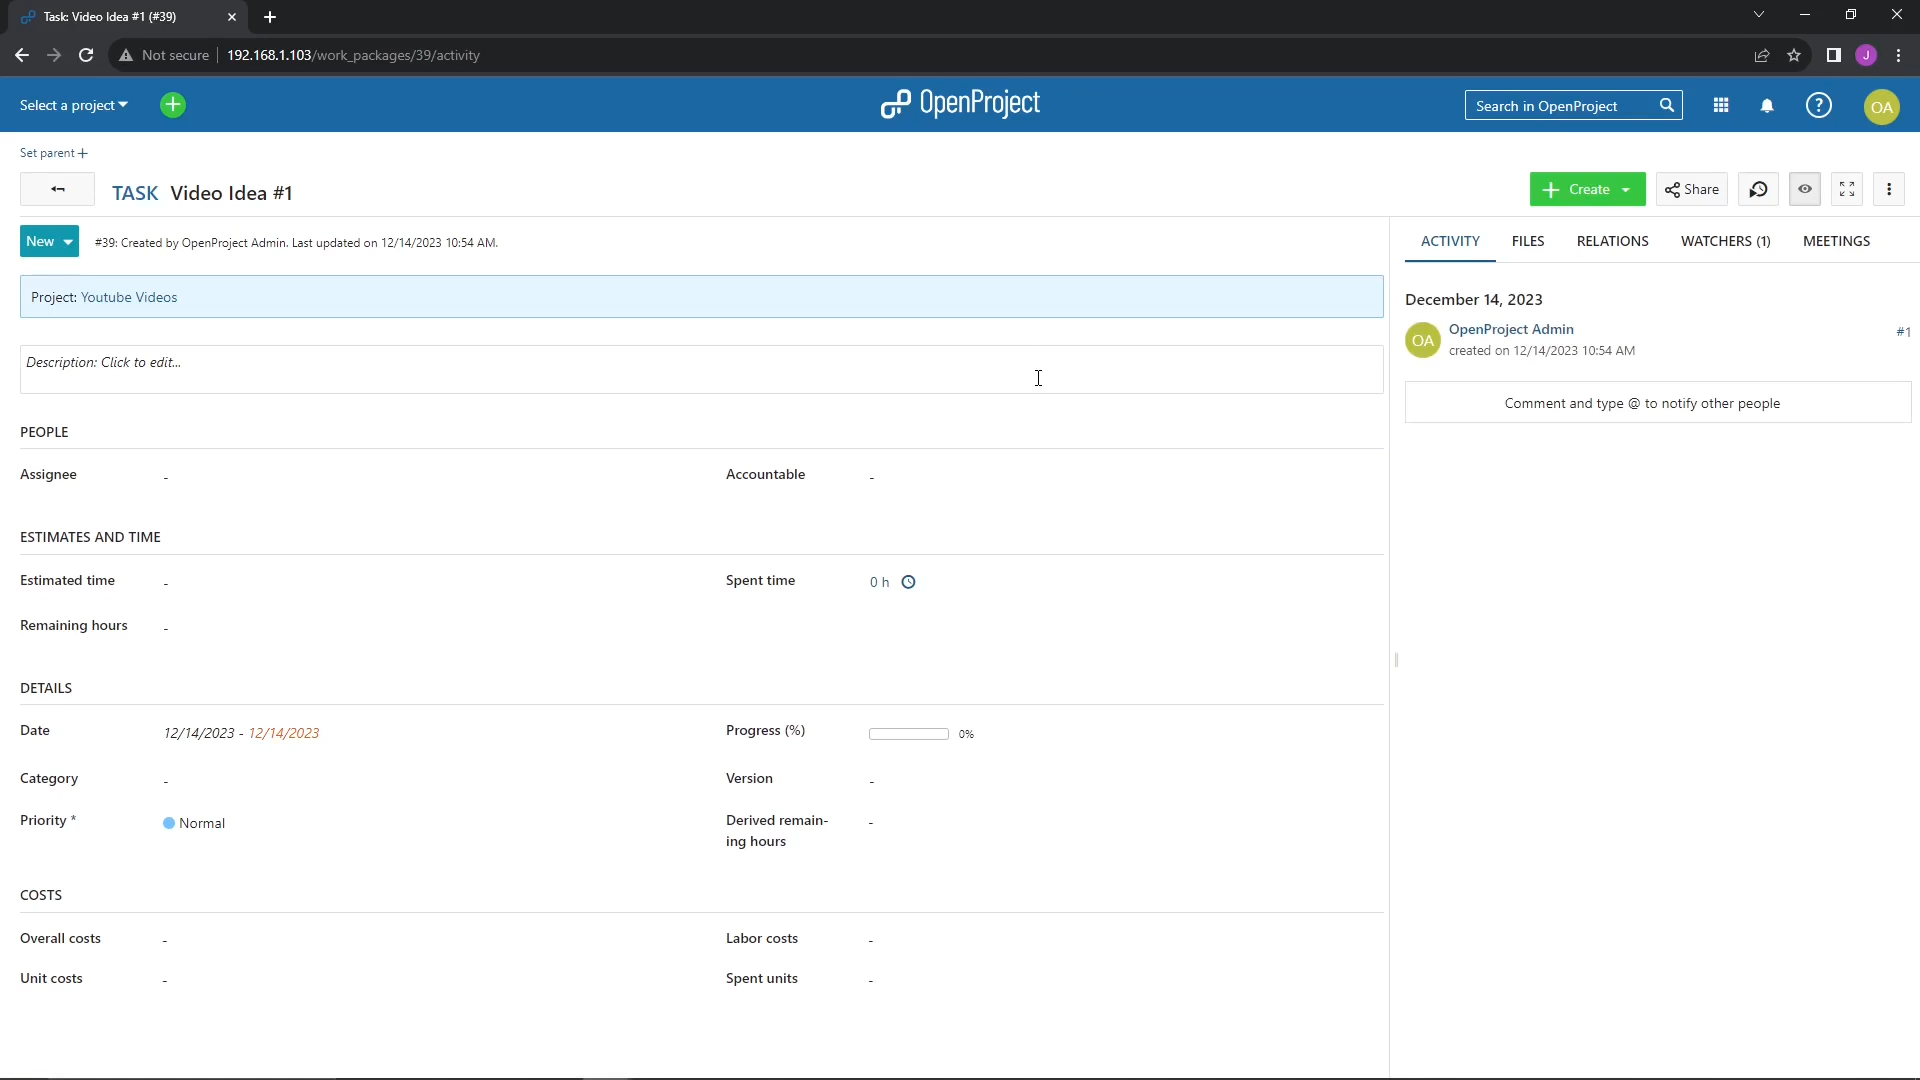 Task: Video Idea #1 (#39)
Not secure 192.168.1.103/work_packages/39/activity
J
Select a project
OpenProject
Search in OpenProject
?
OA
Set parent +
TASK Video Idea #1
Create
Share
New
#39: Created by OpenProject Admin. Last updated on 12/14/2023 10:54 AM.
ACTIVITY FILES RELATIONS WATCHERS (1) MEETINGS
Project: Youtube Videos
December 14, 2023
OA
OpenProject Admin
#1
created on 12/14/2023 10:54 AM
Description: Click to edit...
Comment and type @ to notify other people
PEOPLE
Assignee -
Accountable -
ESTIMATES AND TIME
Estimated time -
Spent time 0 h
Remaining hours -
DETAILS
Date 12/14/2023 - 12/14/2023
Progress (%) 0%
Category -
Version -
Priority * Normal
Derived remain-
ing hours
-
COSTS
Overall costs -
Labor costs -
Unit costs -
Spent units -